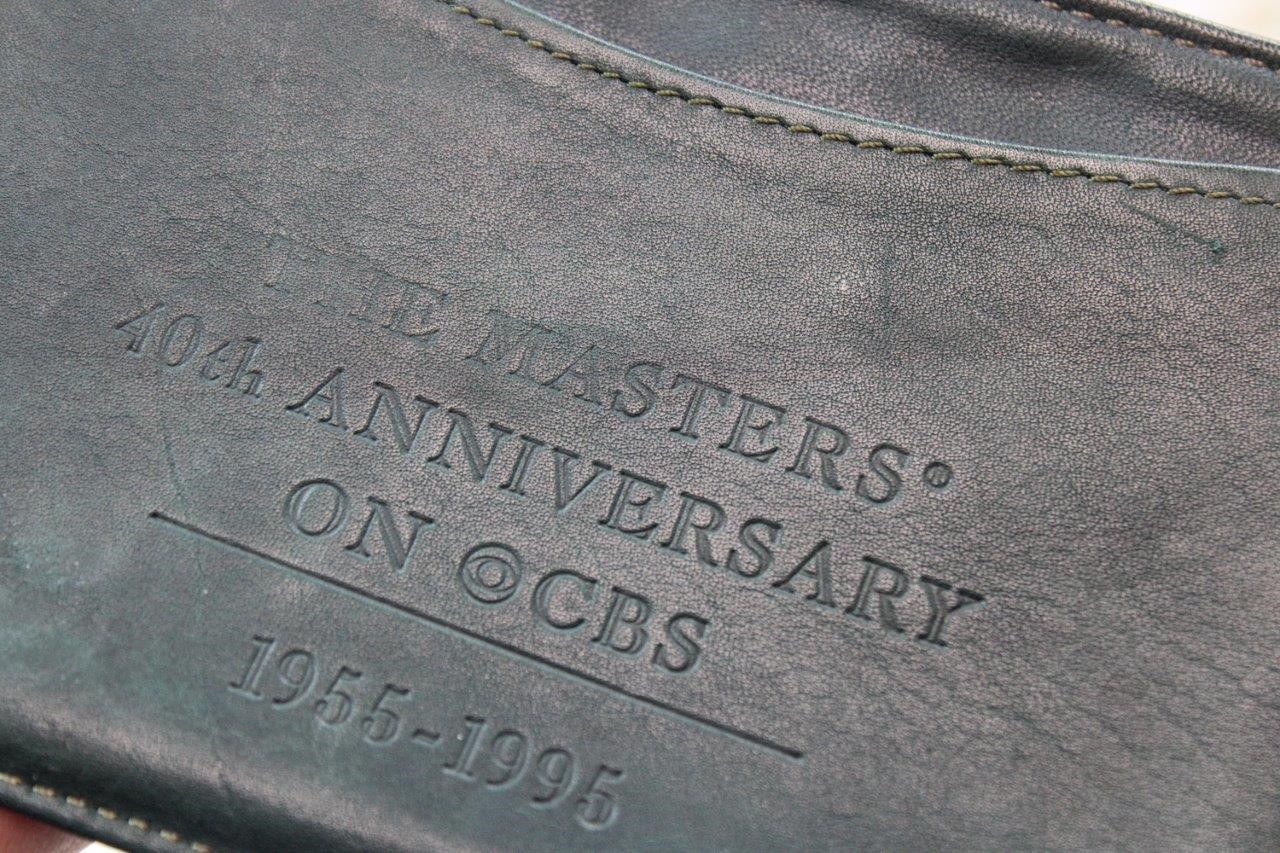 THE MASTERS®
40th ANNIVERSARY
ON CBS
1955-1995